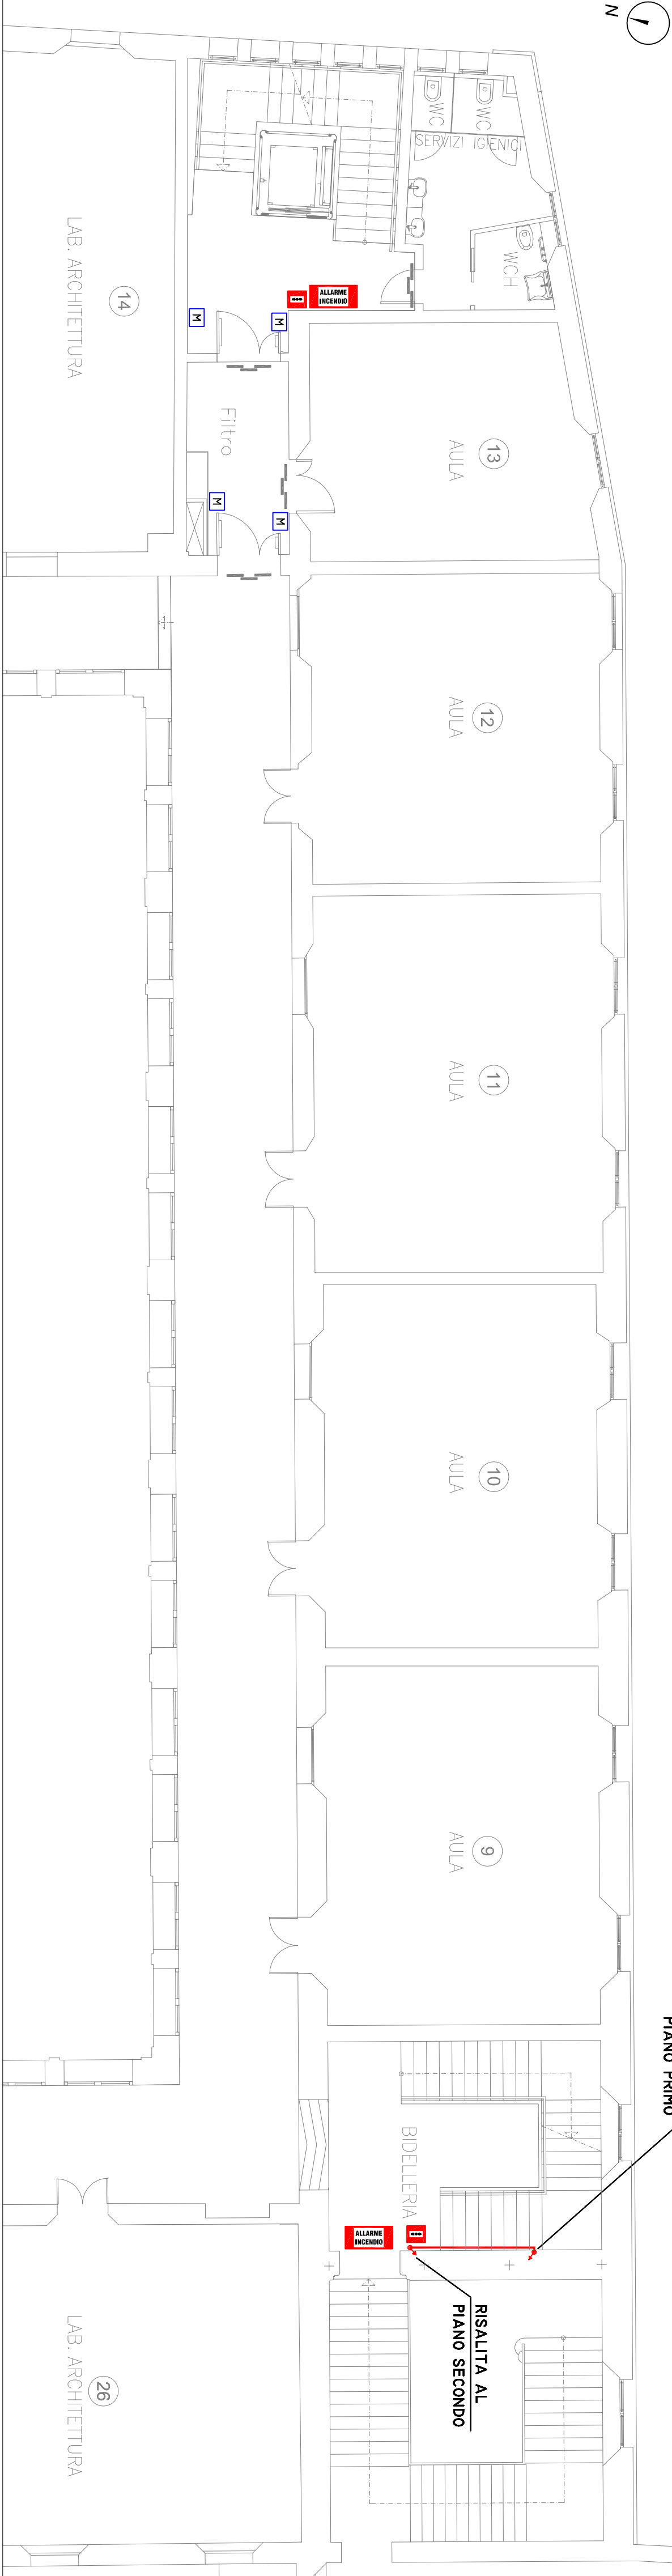 N
WC
WC
SERVIZI IGIENICI
WCH
ALLARME
INCENDIO
M
M
14
LAB. ARCHITETTURA
13
AULA
Filtro
M
M
12
AULA
11
AULA
10
AULA
9
AULA
PIANO PRIMO
BIDELLERIA
ALLARME
INCENDIO
RISALITA AL
PIANO SECONDO
26
LAB. ARCHITETTURA